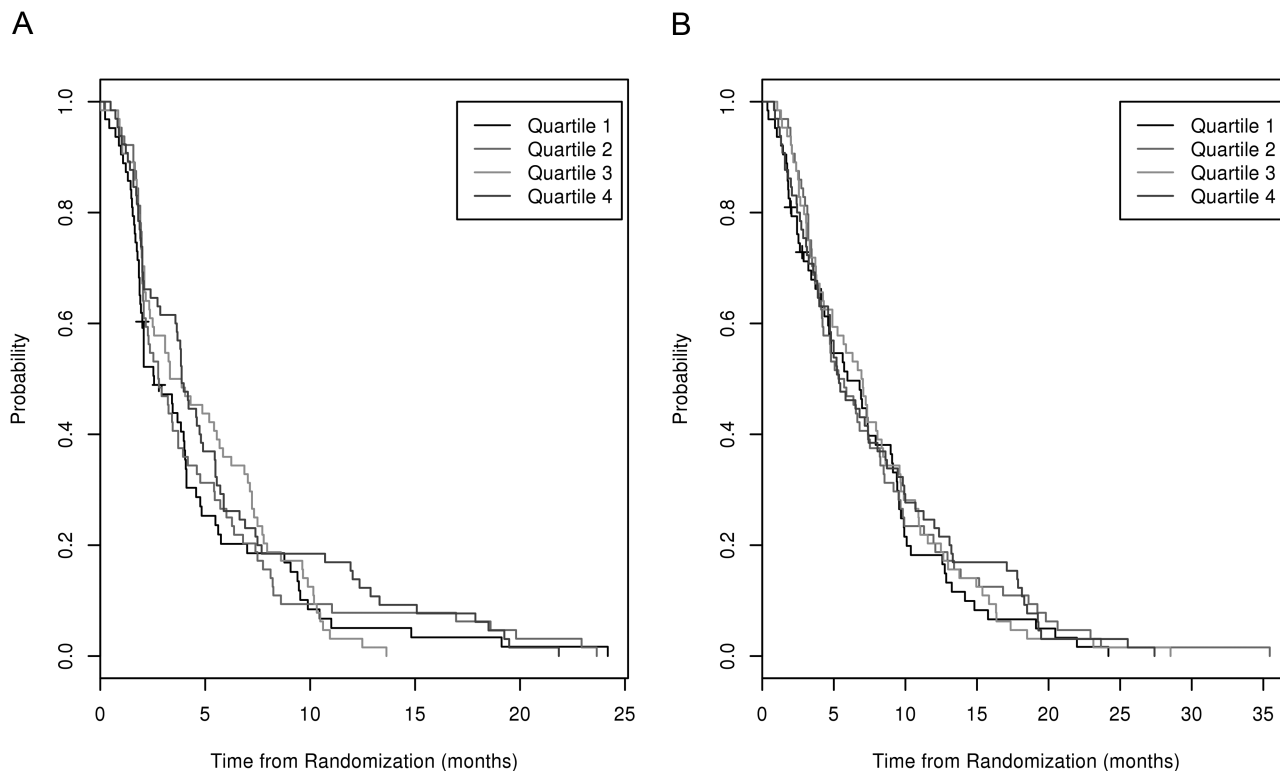 A
Probability
1.0
0.8
0.6
0.4
0.2
0.0
Quartile 1
Quartile 2
Quartile 3
Quartile 4
0 5 10 15 20 25
Time from Randomization (months)
B
Probability
1.0
0.8
0.6
0.4
0.2
0.0
Quartile 1
Quartile 2
Quartile 3
Quartile 4
0 5 10 15 20 25 30 35
Time from Randomization (months)